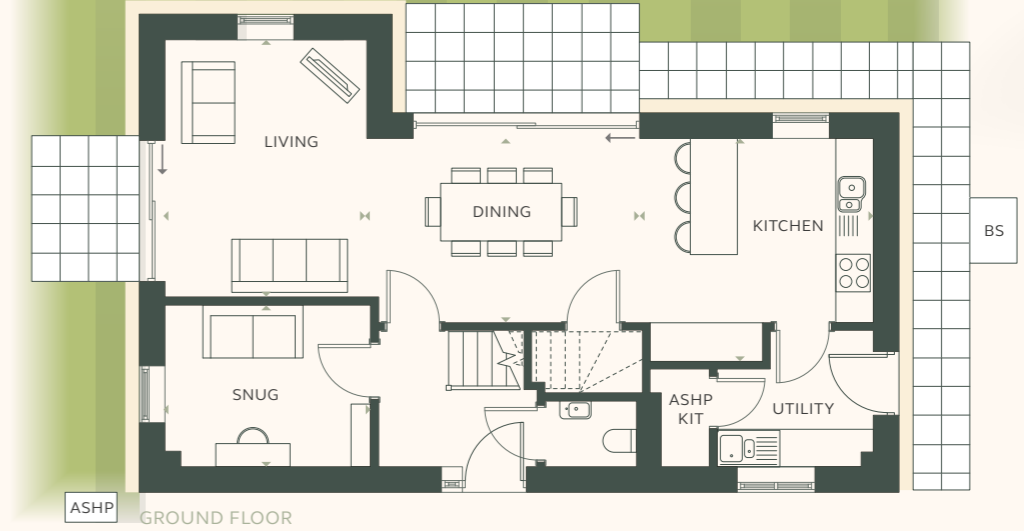 LIVING
DINING
KITCHEN
BS
SNUG
ASHP
KIT
UTILITY
ASHP
GROUND FLOOR